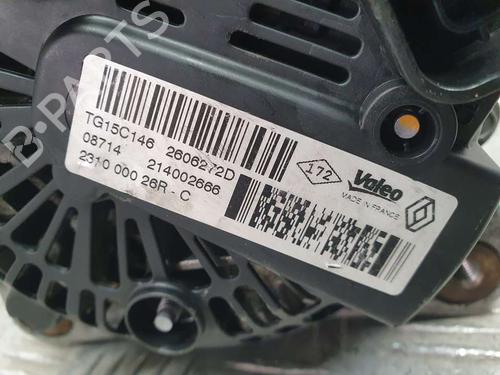 B-PARTS
TG15C146 2606272D
08714 214002666
2310 000 26R - C
172
Valeo
MADE IN FRANCE